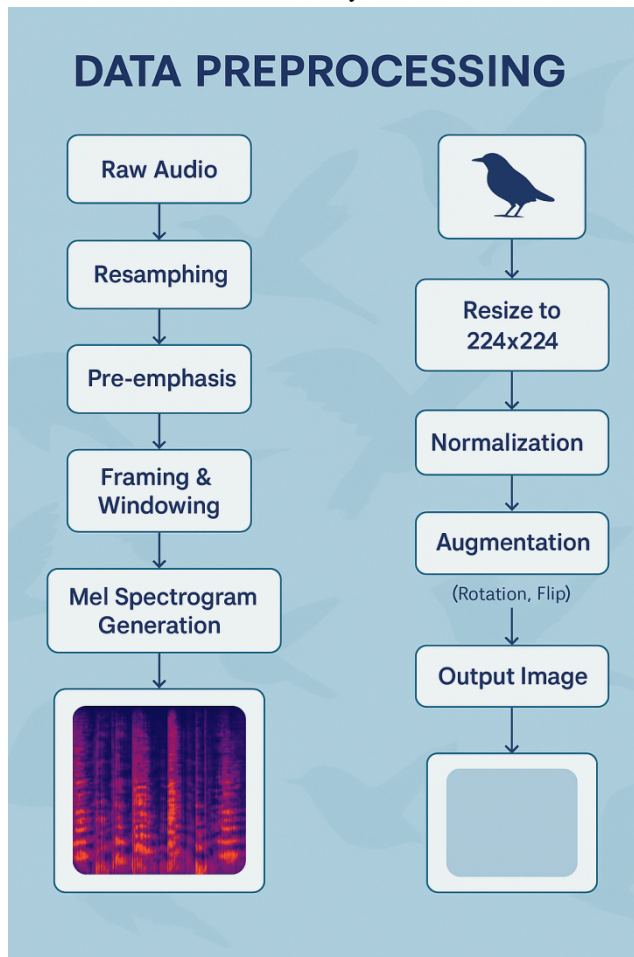 DATA PREPROCESSING
Raw Audio
Resamphing
Pre-emphasis
Framing &
Windowing
Mel Spectrogram
Generation
Resize to
224x224
Normalization
Augmentation
(Rotation, Flip)
Output Image